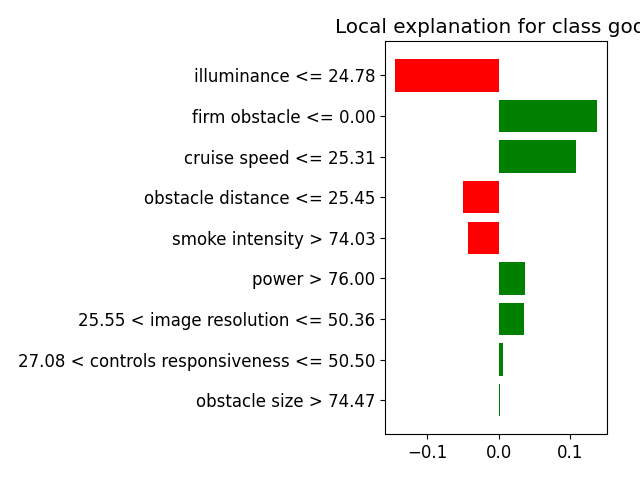 Local explanation for class goo
illuminance <= 24.78
firm obstacle <= 0.00
cruise speed <= 25.31
obstacle distance <= 25.45
smoke intensity > 74.03
power > 76.00
25.55 < image resolution <= 50.36
27.08 < controls responsiveness <= 50.50
obstacle size > 74.47
−0.1 0.0 0.1